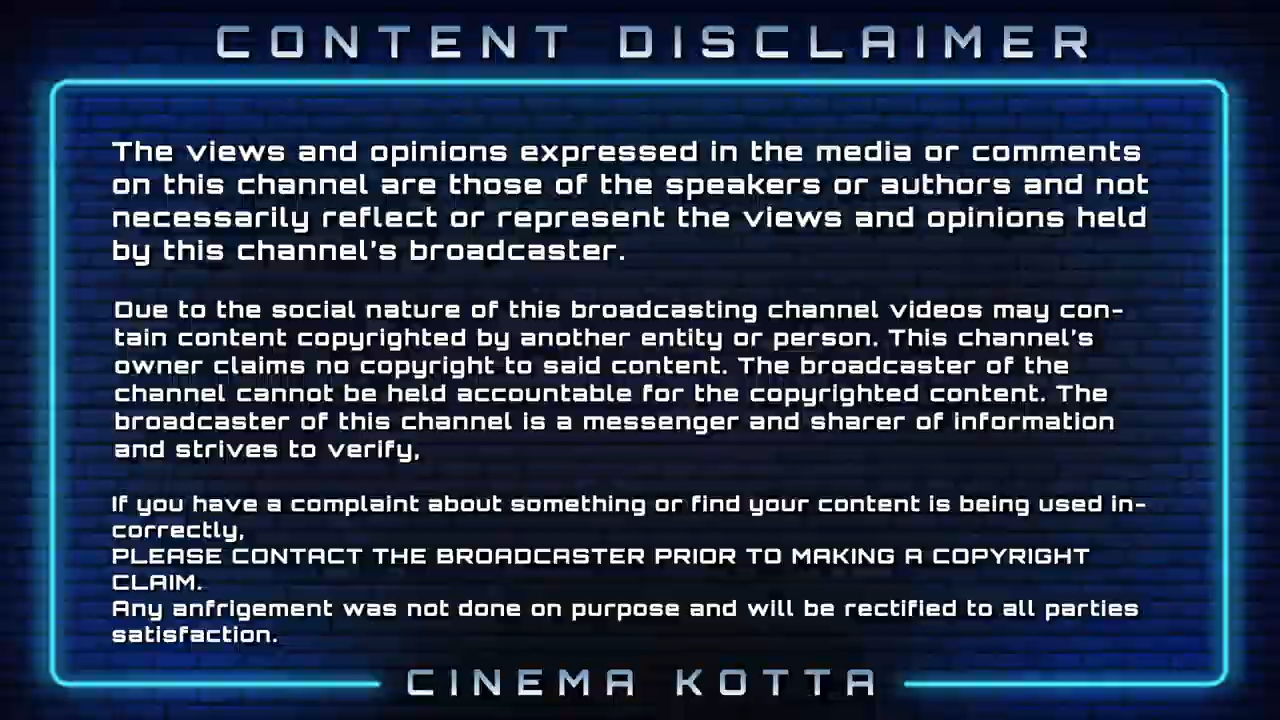 CONTENT DISCLAIMER
The views and opinions expressed in the media or comments
on this channel are those of the speakers or authors and not
necessarily reflect or represent the views and opinions held
by this channel's broadcaster.
Due to the social nature of this broadcasting channel videos may con-
tain content copyrighted by another entity or person. This channel's
owner claims no copyright to said content. The broadcaster of the
channel cannot be held accountable for the copyrighted content. The
broadcaster of this channel is a messenger and sharer of information
and strives to verify,
If you have a complaint about something or find your content is being used in-
correctly,
PLEASE CONTACT THE BROADCASTER PRIOR TO MAKING A COPYRIGHT
CLAIM.
Any anfrigement was not done on purpose and will be rectified to all parties
satisfaction.
CINEMA KOTTA